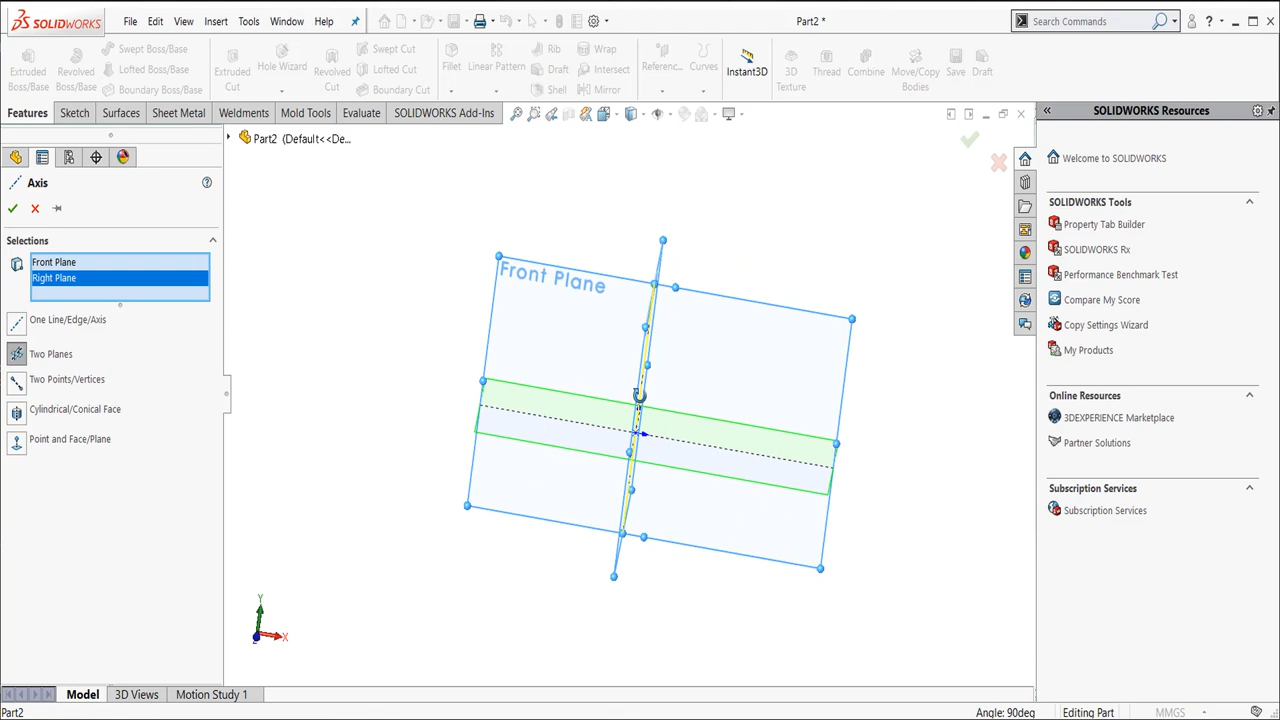 SOLIDWORKS File Edit View Insert Tools Window Help Part2 * Search Commands
Extruded Boss/Base
Revolved Boss/Base
Swept Boss/Base
Lofted Boss/Base
Boundary Boss/Base
Extruded Cut
Hole Wizard
Revolved Cut
Swept Cut
Lofted Cut
Boundary Cut
Fillet
Linear Pattern
Rib
Draft
Shell
Wrap
Intersect
Mirror
Referenc...
Curves
Instant3D
3D Texture
Thread
Combine
Move/Copy Bodies
Save
Draft
Features Sketch Surfaces Sheet Metal Weldments Mold Tools Evaluate SOLIDWORKS Add-Ins
Part2 (Default<<De...
Axis
Selections
Front Plane
Right Plane
One Line/Edge/Axis
Two Planes
Two Points/Vertices
Cylindrical/Conical Face
Point and Face/Plane
Front Plane
Y
X
Z
SOLIDWORKS Resources
Welcome to SOLIDWORKS
SOLIDWORKS Tools
Property Tab Builder
SOLIDWORKS Rx
Performance Benchmark Test
Compare My Score
Copy Settings Wizard
My Products
Online Resources
3DEXPERIENCE Marketplace
Partner Solutions
Subscription Services
Subscription Services
Model 3D Views Motion Study 1
Part2 Angle: 90deg Editing Part MMGS